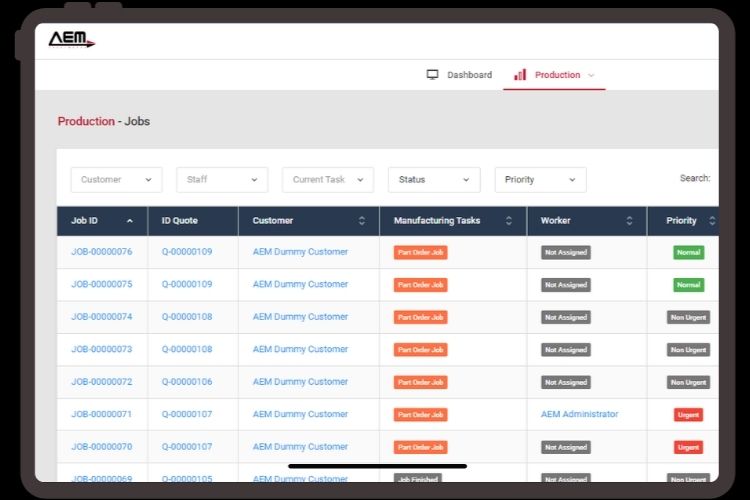 AEM
Dashboard Production
Production - Jobs
Customer Staff Current Task Status Priority Search:
Job ID ID Quote Customer Manufacturing Tasks Worker Priority
JOB-00000076 Q-00000109 AEM Dummy Customer Part Order Job Not Assigned Normal
JOB-00000075 Q-00000109 AEM Dummy Customer Part Order Job Not Assigned Normal
JOB-00000074 Q-00000108 AEM Dummy Customer Part Order Job Not Assigned Non Urgent
JOB-00000073 Q-00000108 AEM Dummy Customer Part Order Job Not Assigned Non Urgent
JOB-00000072 Q-00000106 AEM Dummy Customer Part Order Job Not Assigned Non Urgent
JOB-00000071 Q-00000107 AEM Dummy Customer Part Order Job AEM Administrator Urgent
JOB-00000070 Q-00000107 AEM Dummy Customer Part Order Job Not Assigned Urgent
JOB-00000069 Q-00000105 AEM Dummy Customer Job Finished Not Assigned Non Urgent